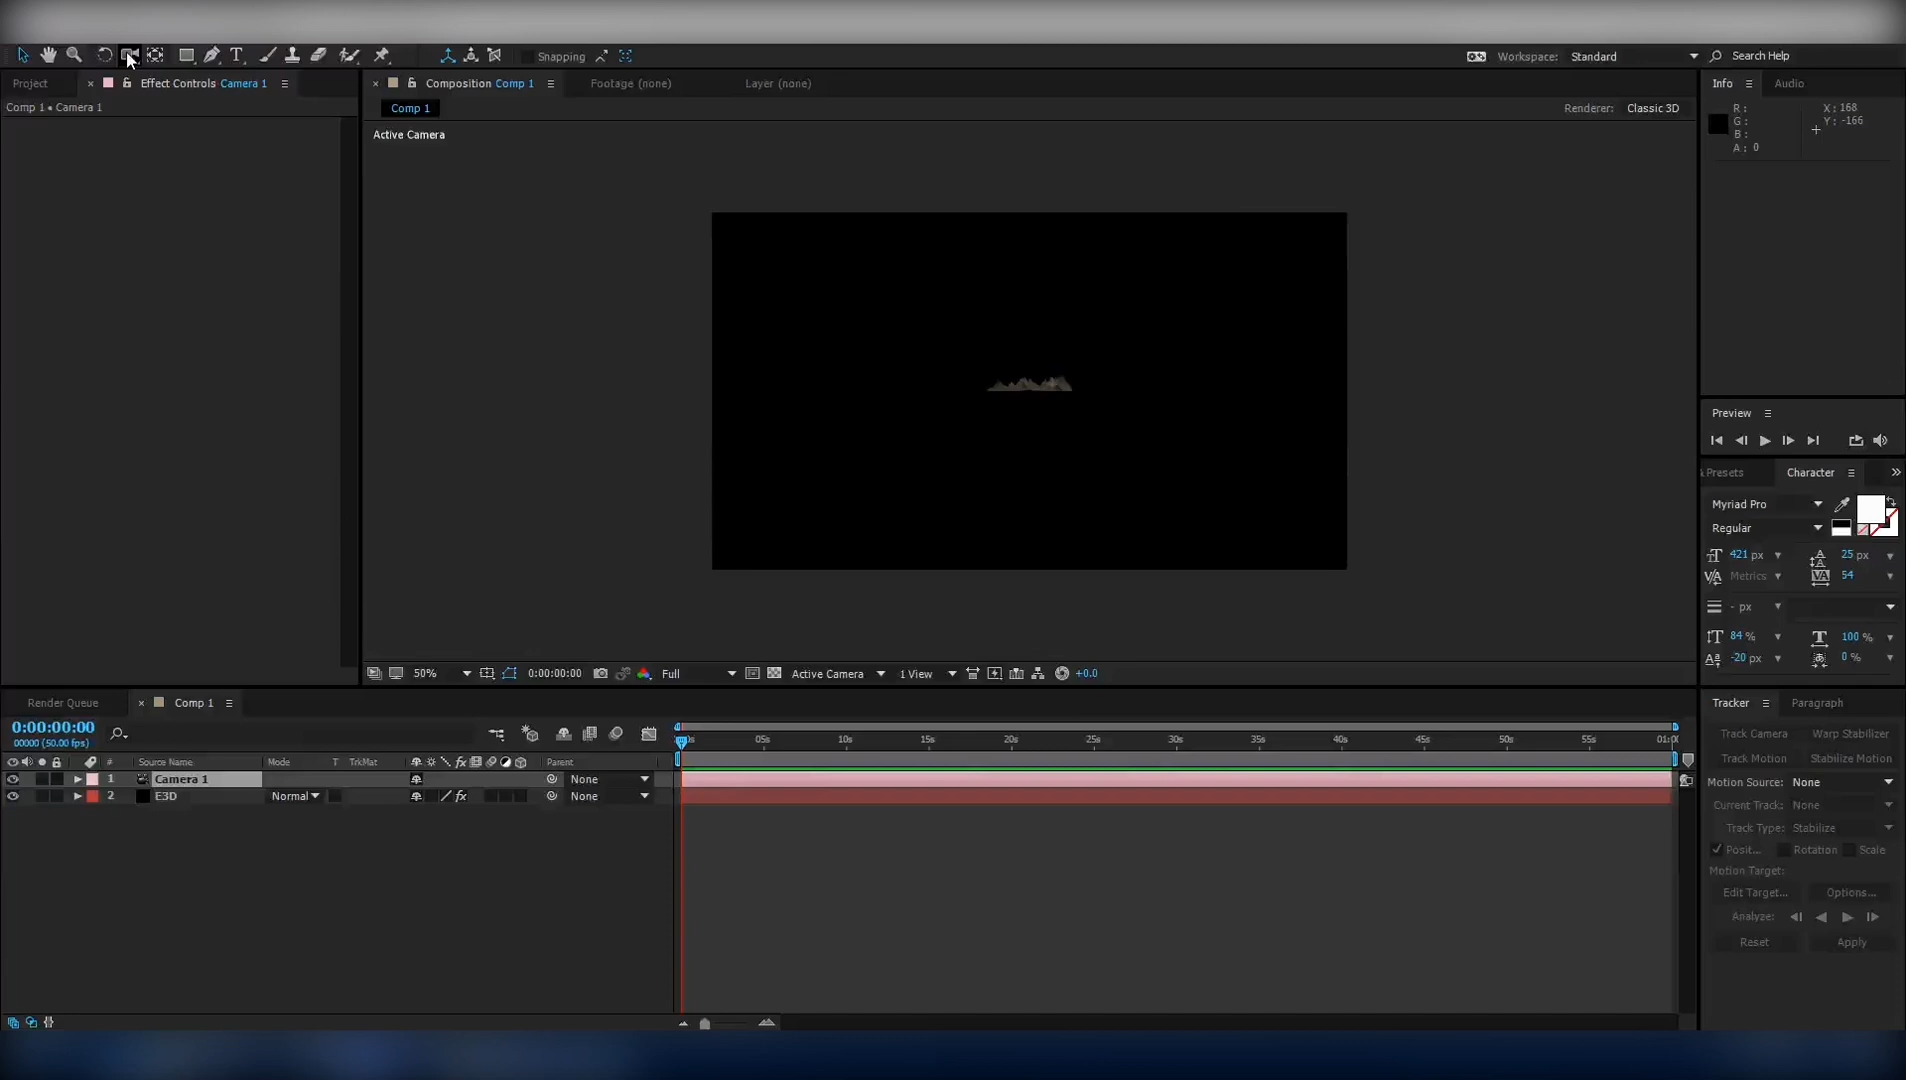 T
Snapping
Workspace: Standard
Search Help
Project
Effect Controls Camera 1
Composition Comp 1
Footage (none)
Layer (none)
Info
Audio
Comp 1 • Camera 1
Comp 1
Renderer: Classic 3D
R :
G :
B :
A : 0
X : 168
Y : -166
Active Camera
Preview
& Presets
Character
Myriad Pro
Regular
421 px
25 px
Metrics
54
- px
84 %
100 %
-20 px
0 %
50%
0:00:00:00
Full
Active Camera
1 View
+0.0
Render Queue
Comp 1
Tracker
Paragraph
0:00:00:00
00000 (50.00 fps)
05s
10s
15s
20s
25s
30s
35s
40s
45s
50s
55s
Track Camera
Warp Stabilizer
Track Motion
Stabilize Motion
#
Source Name
Mode
T
TrkMat
Parent
1
Camera 1
None
2
E3D
Normal
None
Motion Source: None
Current Track: None
Track Type: Stabilize
Posit...
Rotation
Scale
Motion Target:
Edit Target...
Options...
Analyze:
Reset
Apply